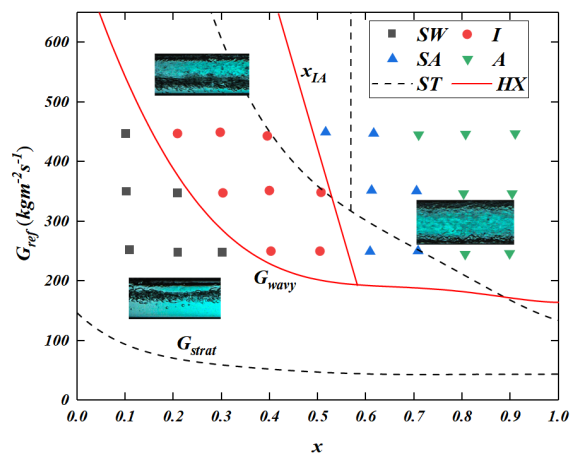 600
500
400
300
200
100
0
G_ref (kgm⁻²s⁻¹)
SW I
SA A
ST HX
x_IA
G_wavy
G_strat
0.0 0.1 0.2 0.3 0.4 0.5 0.6 0.7 0.8 0.9 1.0
x